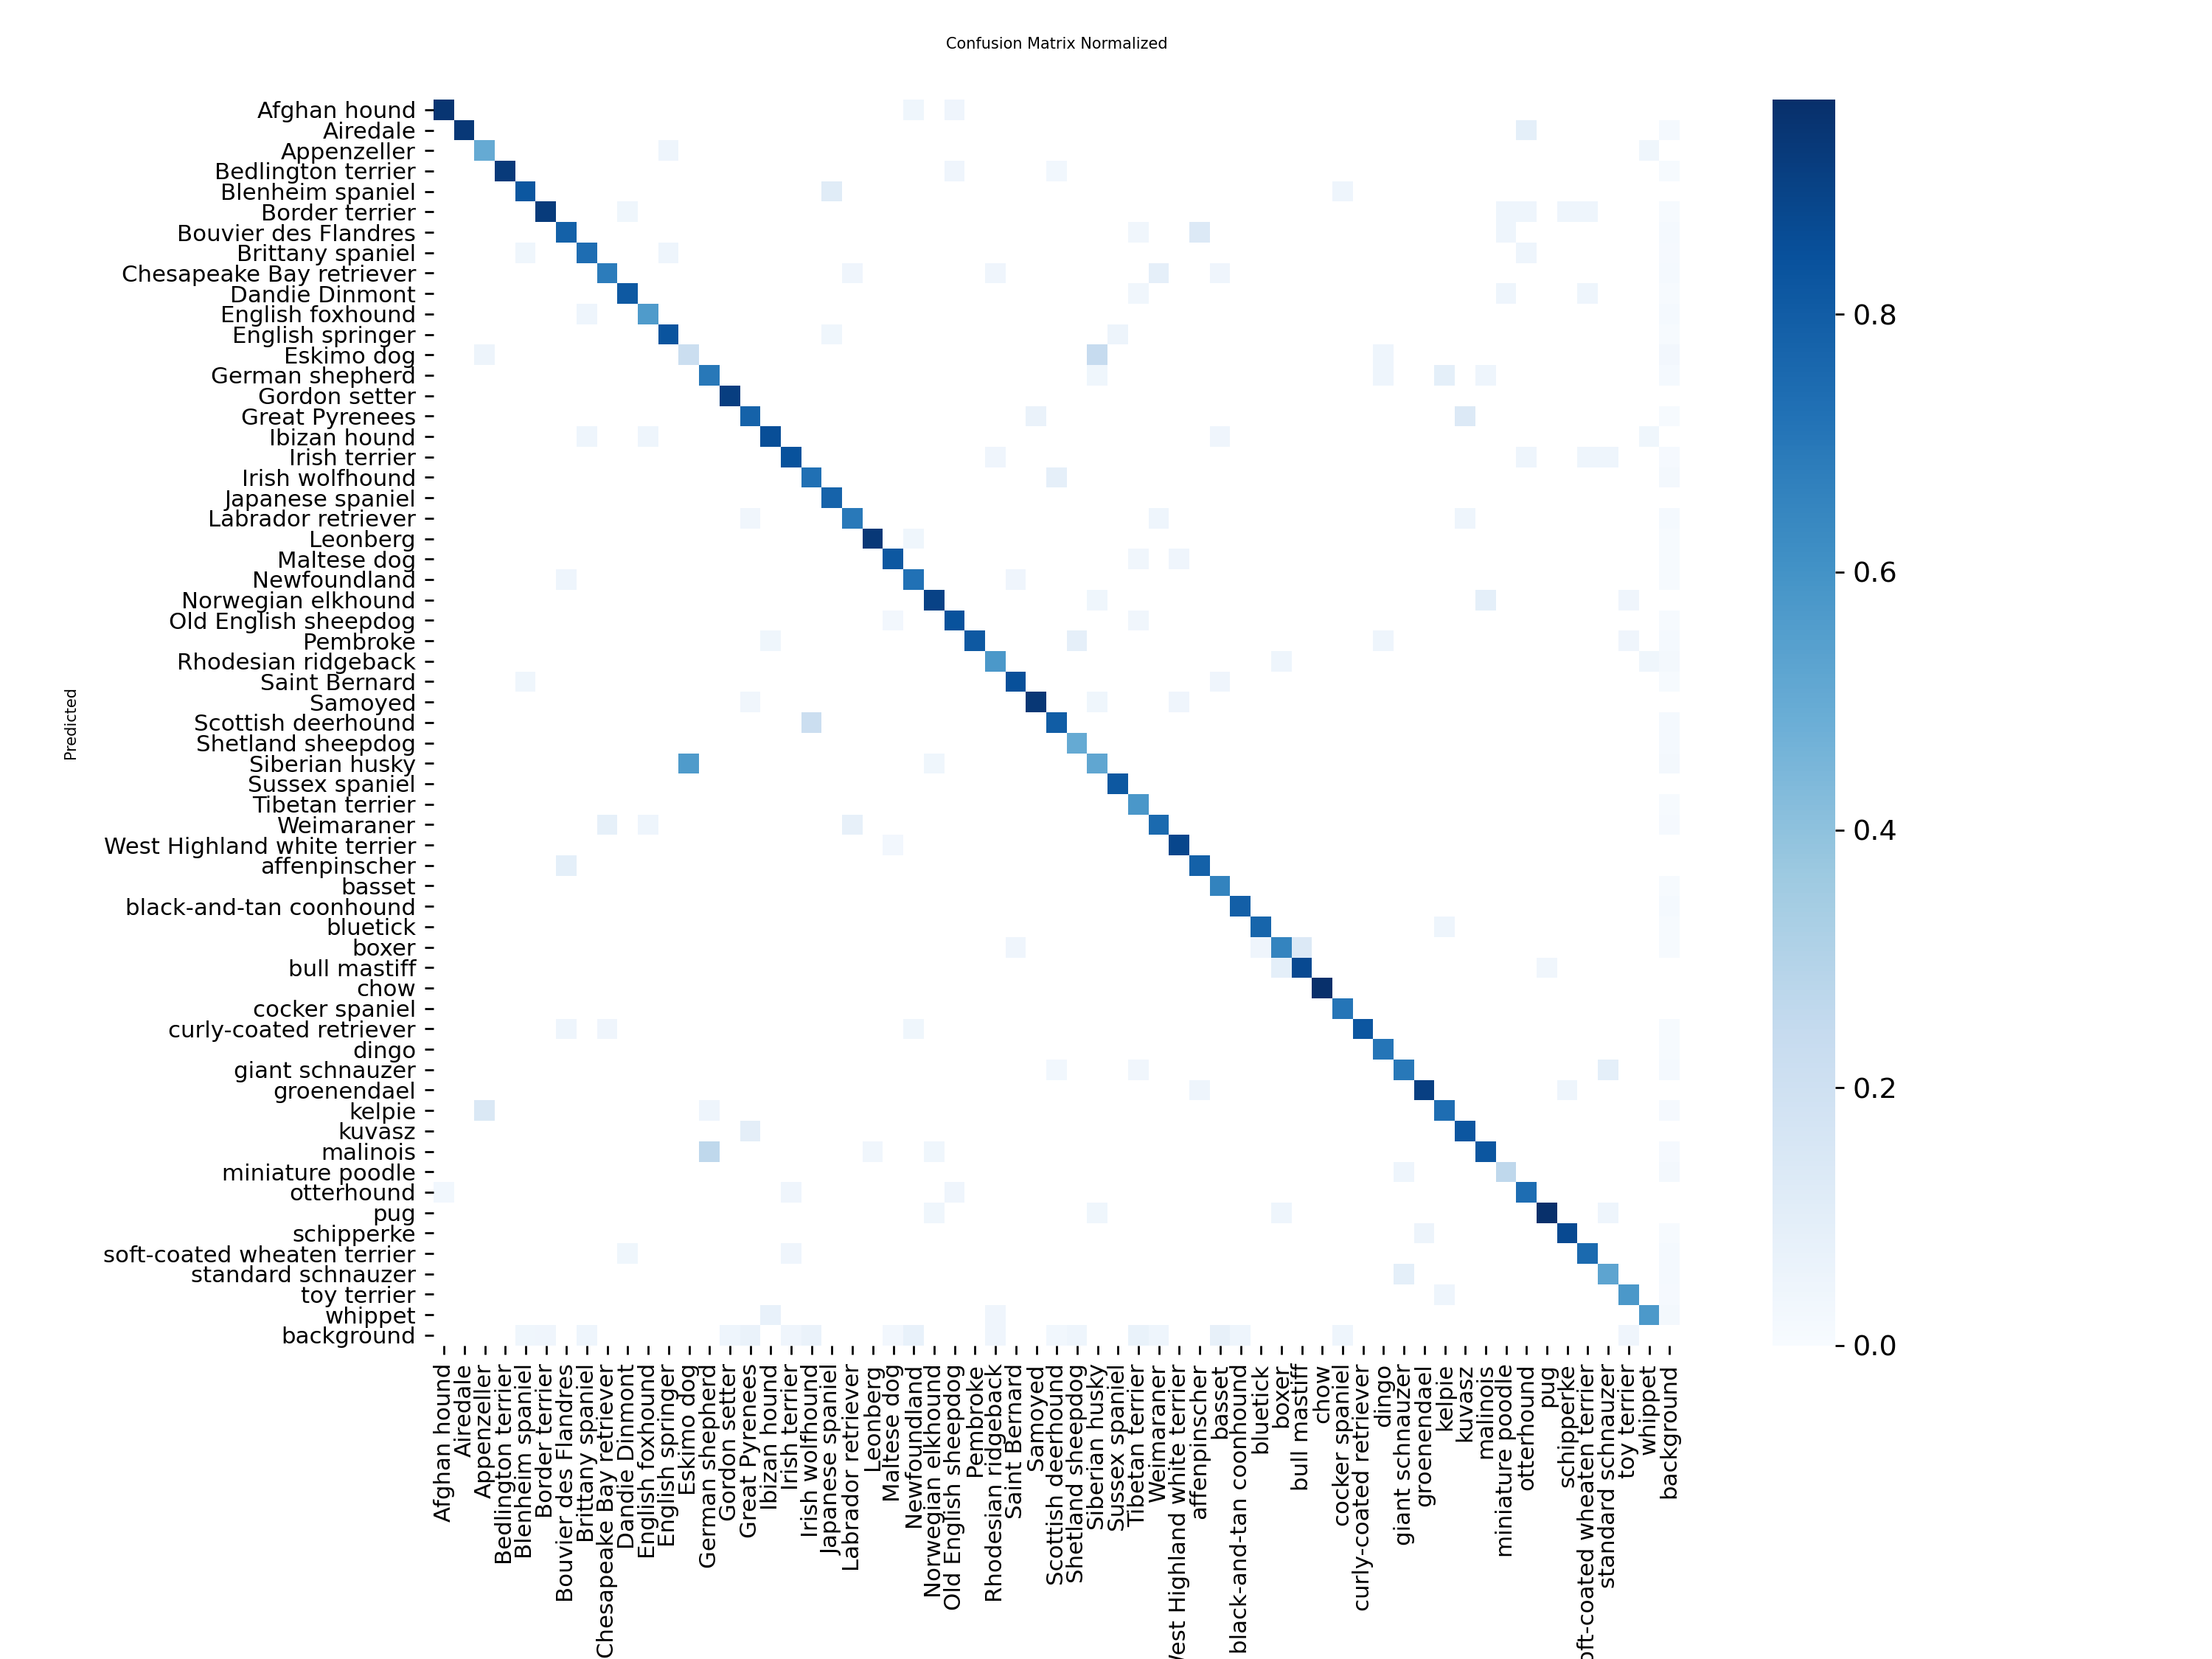 Confusion Matrix Normalized
Afghan hound
Airedale
Appenzeller
Bedlington terrier
Blenheim spaniel
Border terrier
Bouvier des Flandres
Brittany spaniel
Chesapeake Bay retriever
Dandie Dinmont
English foxhound
English springer
Eskimo dog
German shepherd
Gordon setter
Great Pyrenees
Ibizan hound
Irish terrier
Irish wolfhound
Japanese spaniel
Labrador retriever
Leonberg
Maltese dog
Newfoundland
Norwegian elkhound
Old English sheepdog
Pembroke
Rhodesian ridgeback
Saint Bernard
Samoyed
Scottish deerhound
Shetland sheepdog
Siberian husky
Sussex spaniel
Tibetan terrier
Weimaraner
West Highland white terrier
affenpinscher
basset
black-and-tan coonhound
bluetick
boxer
bull mastiff
chow
cocker spaniel
curly-coated retriever
dingo
giant schnauzer
groenendael
kelpie
kuvasz
malinois
miniature poodle
otterhound
pug
schipperke
soft-coated wheaten terrier
standard schnauzer
toy terrier
whippet
background
Predicted
Afghan hound
Airedale
Appenzeller
Bedlington terrier
Blenheim spaniel
Border terrier
Bouvier des Flandres
Brittany spaniel
Chesapeake Bay retriever
Dandie Dinmont
English foxhound
English springer
Eskimo dog
German shepherd
Gordon setter
Great Pyrenees
Ibizan hound
Irish terrier
Irish wolfhound
Japanese spaniel
Labrador retriever
Leonberg
Maltese dog
Newfoundland
Norwegian elkhound
Old English sheepdog
Pembroke
Rhodesian ridgeback
Saint Bernard
Samoyed
Scottish deerhound
Shetland sheepdog
Siberian husky
Sussex spaniel
Tibetan terrier
Weimaraner
Highland white terrier
affenpinscher
basset
black-and-tan coonhound
bluetick
boxer
bull mastiff
chow
cocker spaniel
curly-coated retriever
dingo
giant schnauzer
groenendael
kelpie
kuvasz
malinois
miniature poodle
otterhound
pug
schipperke
wheaten terrier
standard schnauzer
toy terrier
whippet
background
0.8
0.6
0.4
0.2
0.0